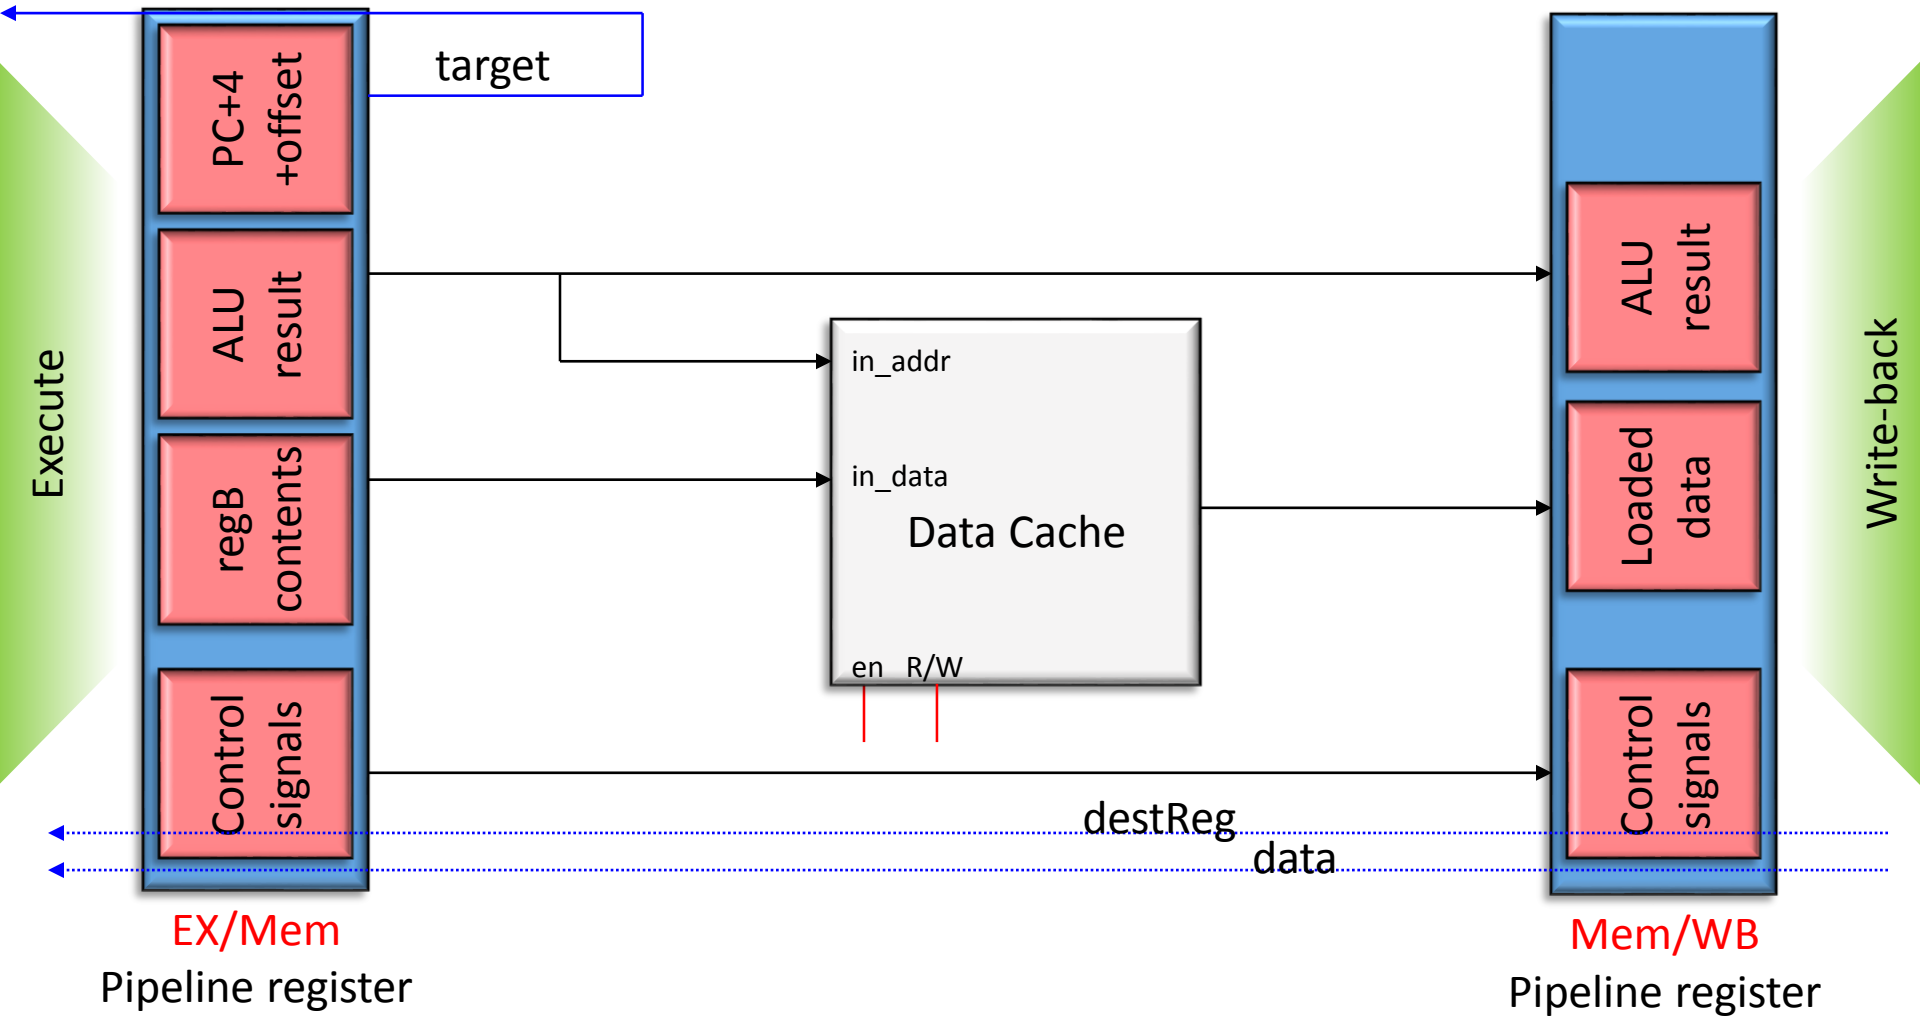 Execute
PC+4
+offset
ALU
result
regB
contents
Control
signals
EX/Mem
Pipeline register
target
in_addr
in_data
Data Cache
en R/W
destReg
data
ALU
result
Loaded
data
Control
signals
Mem/WB
Pipeline register
Write-back